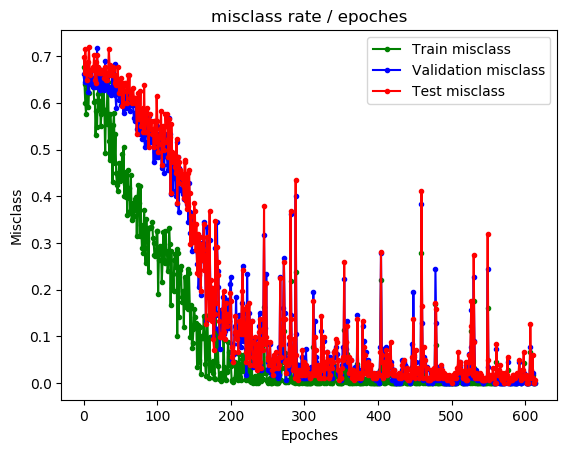 misclass rate / epoches
Train misclass
Validation misclass
Test misclass
Misclass
0.7
0.6
0.5
0.4
0.3
0.2
0.1
0.0
0 100 200 300 400 500 600
Epoches